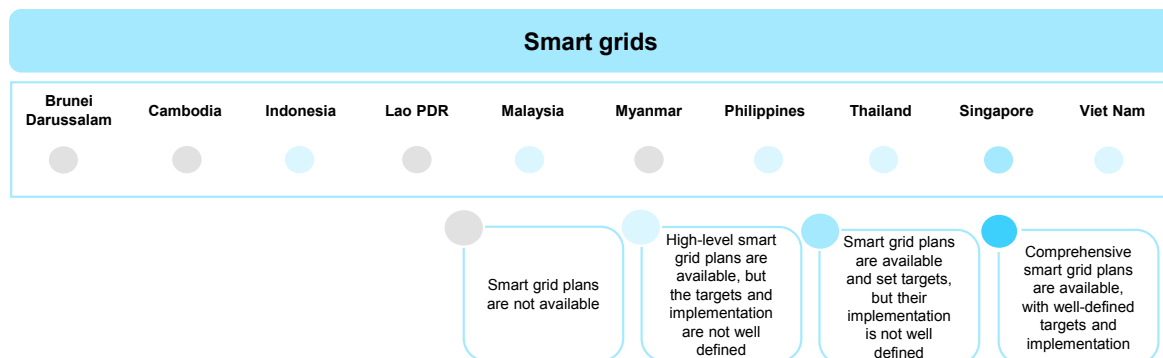 Smart grids
Brunei
Darussalam
Cambodia
Indonesia
Lao PDR
Malaysia
Myanmar
Philippines
Thailand
Singapore
Viet Nam
Smart grid plans
are not available
High-level smart
grid plans are
available, but
the targets and
implementation
are not well
defined
Smart grid plans
are available
and set targets,
but their
implementation
is not well
defined
Comprehensive
smart grid plans
are available,
with well-defined
targets and
implementation